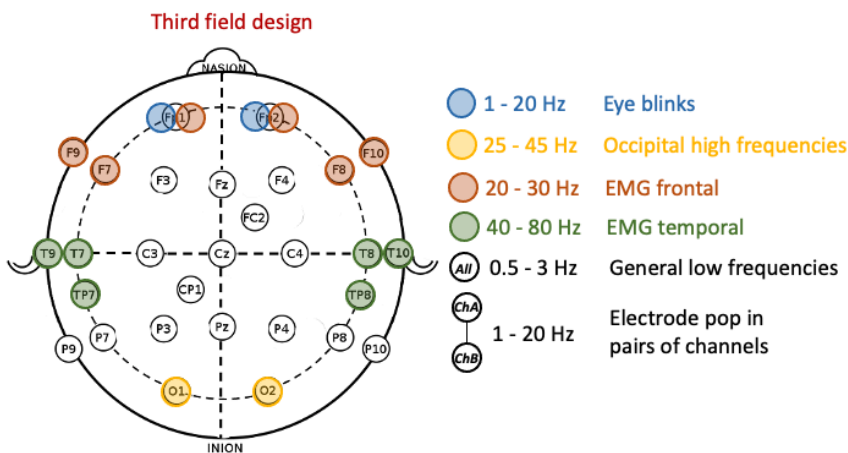 Third field design
NASION
Fp1 Fp2
F9 F10
F7 F3 Fz F4 F8
FC2
T9 T7 C3 Cz C4 T8 T10
CP1
TP7 TP8
P9 P7 P3 Pz P4 P8 P10
O1 O2
INION
1 - 20 Hz Eye blinks
25 - 45 Hz Occipital high frequencies
20 - 30 Hz EMG frontal
40 - 80 Hz EMG temporal
All 0.5 - 3 Hz General low frequencies
ChA
ChB
1 - 20 Hz
Electrode pop in
pairs of channels